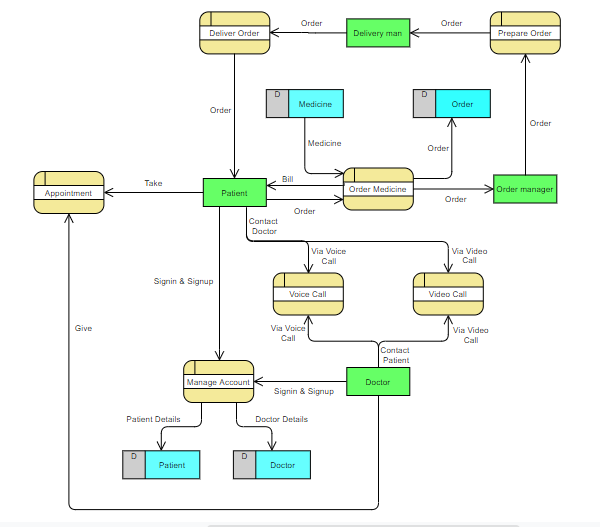 Order
Order
Deliver Order
Delivery man
Prepare Order
D
Medicine
D
Order
Order
Order
Medicine
Order
Take
Bill
Appointment
Patient
Order Medicine
Order manager
Order
Order
Contact
Doctor
Via Voice
Call
Via Video
Call
Signin & Signup
Voice Call
Video Call
Give
Via Voice
Call
Via Video
Call
Contact
Patient
Manage Account
Doctor
Signin & Signup
Patient Details
Doctor Details
D
Patient
D
Doctor